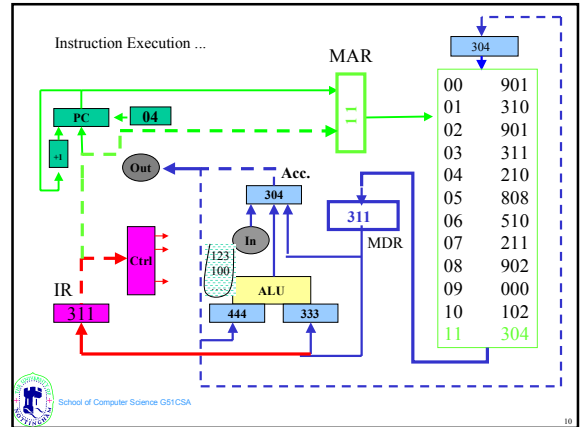 Instruction Execution ...
MAR
304
PC
04
11
+1
Out
Acc.
304
In
311
MDR
Ctrl
123
100
ALU
IR
311
444
333
00 901
01 310
02 901
03 311
04 210
05 808
06 510
07 211
08 902
09 000
10 102
11 304
NOTTINGHAM
School of Computer Science G51CSA
10